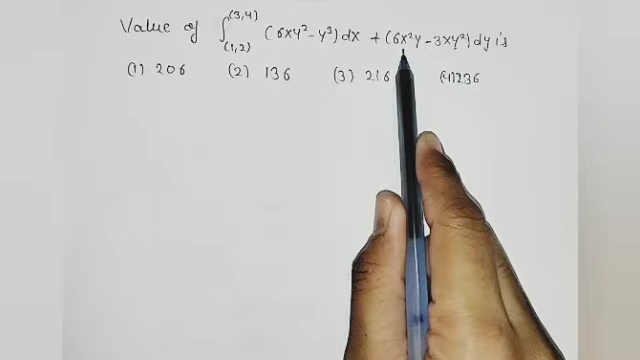 Value of ∫_(1,2)^(3,4) (6xy² - y³) dx + (6x²y - 3xy²) dy is
(1) 206 (2) 136 (3) 216 (4) 236